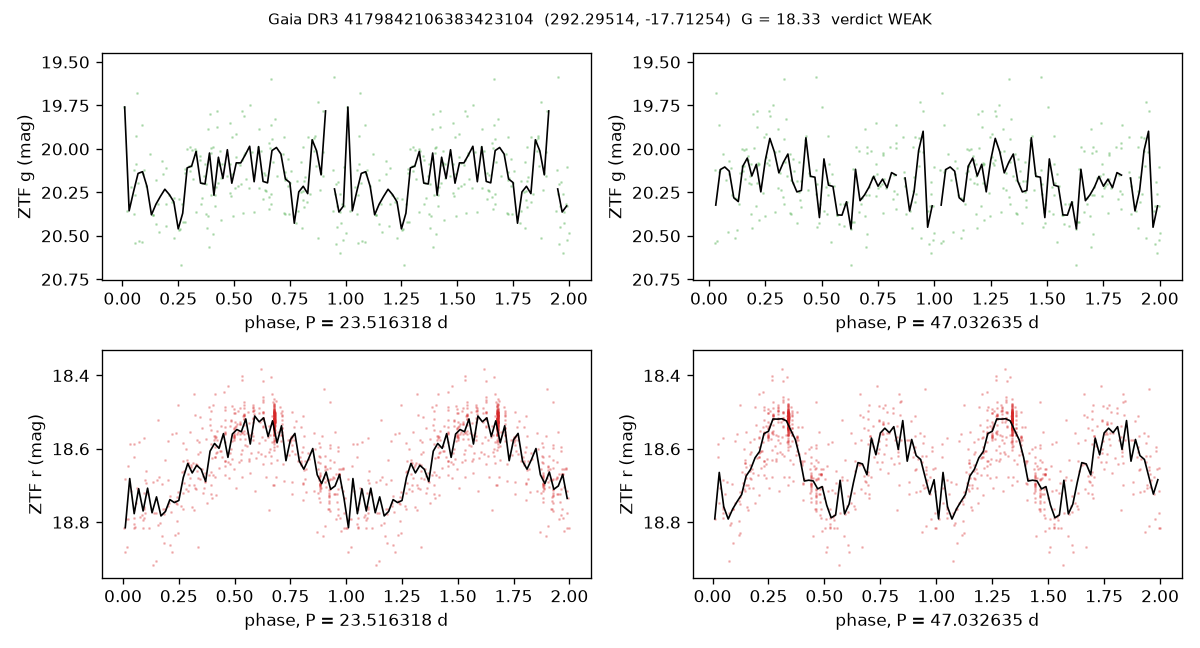 Gaia DR3 4179842106383423104  (292.29514, -17.71254)  G = 18.33  verdict WEAK
ZTF g (mag)
19.50
19.75
20.00
20.25
20.50
20.75
0.00 0.25 0.50 0.75 1.00 1.25 1.50 1.75 2.00
phase, P = 23.516318 d
ZTF g (mag)
19.50
19.75
20.00
20.25
20.50
20.75
0.00 0.25 0.50 0.75 1.00 1.25 1.50 1.75 2.00
phase, P = 47.032635 d
ZTF r (mag)
18.4
18.6
18.8
0.00 0.25 0.50 0.75 1.00 1.25 1.50 1.75 2.00
phase, P = 23.516318 d
ZTF r (mag)
18.4
18.6
18.8
0.00 0.25 0.50 0.75 1.00 1.25 1.50 1.75 2.00
phase, P = 47.032635 d